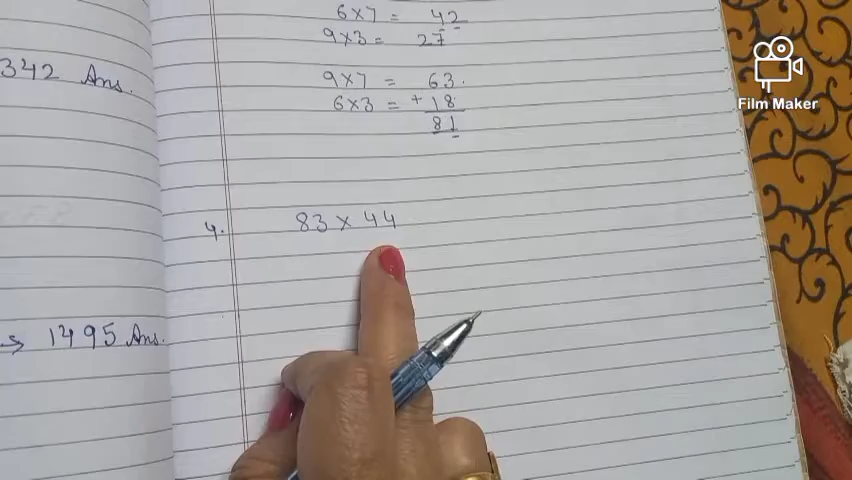 342 Ans.
→ 1495 Ans.
6×7 = 42
9×3 = 27
9×7 = 63.
6×3 = + 18
81
4. 83 × 44
Film Maker